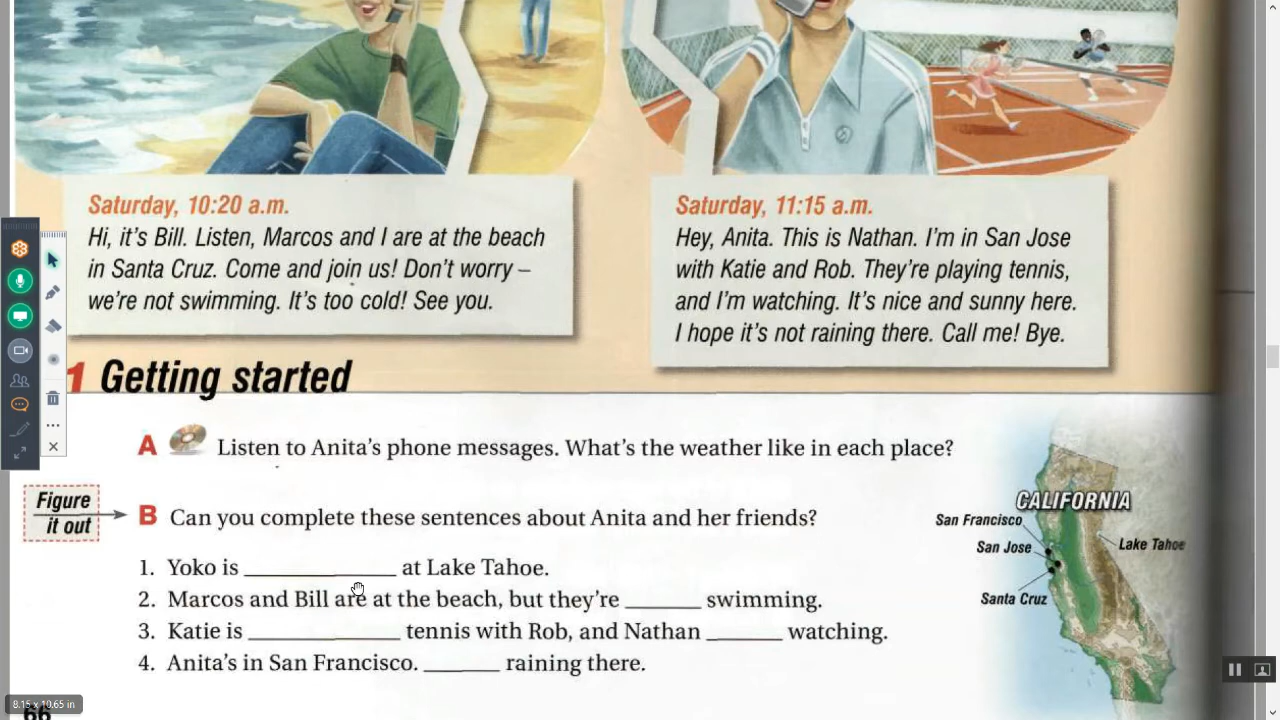 Saturday, 10:20 a.m.
Hi, it's Bill. Listen, Marcos and I are at the beach
in Santa Cruz. Come and join us! Don't worry –
we're not swimming. It's too cold! See you.
Saturday, 11:15 a.m.
Hey, Anita. This is Nathan. I'm in San Jose
with Katie and Rob. They're playing tennis,
and I'm watching. It's nice and sunny here.
I hope it's not raining there. Call me! Bye.
1 Getting started
A Listen to Anita's phone messages. What's the weather like in each place?
Figure
it out
B Can you complete these sentences about Anita and her friends?
1. Yoko is ______________ at Lake Tahoe.
2. Marcos and Bill are at the beach, but they're _______ swimming.
3. Katie is ______________ tennis with Rob, and Nathan _______ watching.
4. Anita's in San Francisco. _______ raining there.
CALIFORNIA
San Francisco
San Jose
Lake Tahoe
Santa Cruz
8.15 x 10.65 in
66